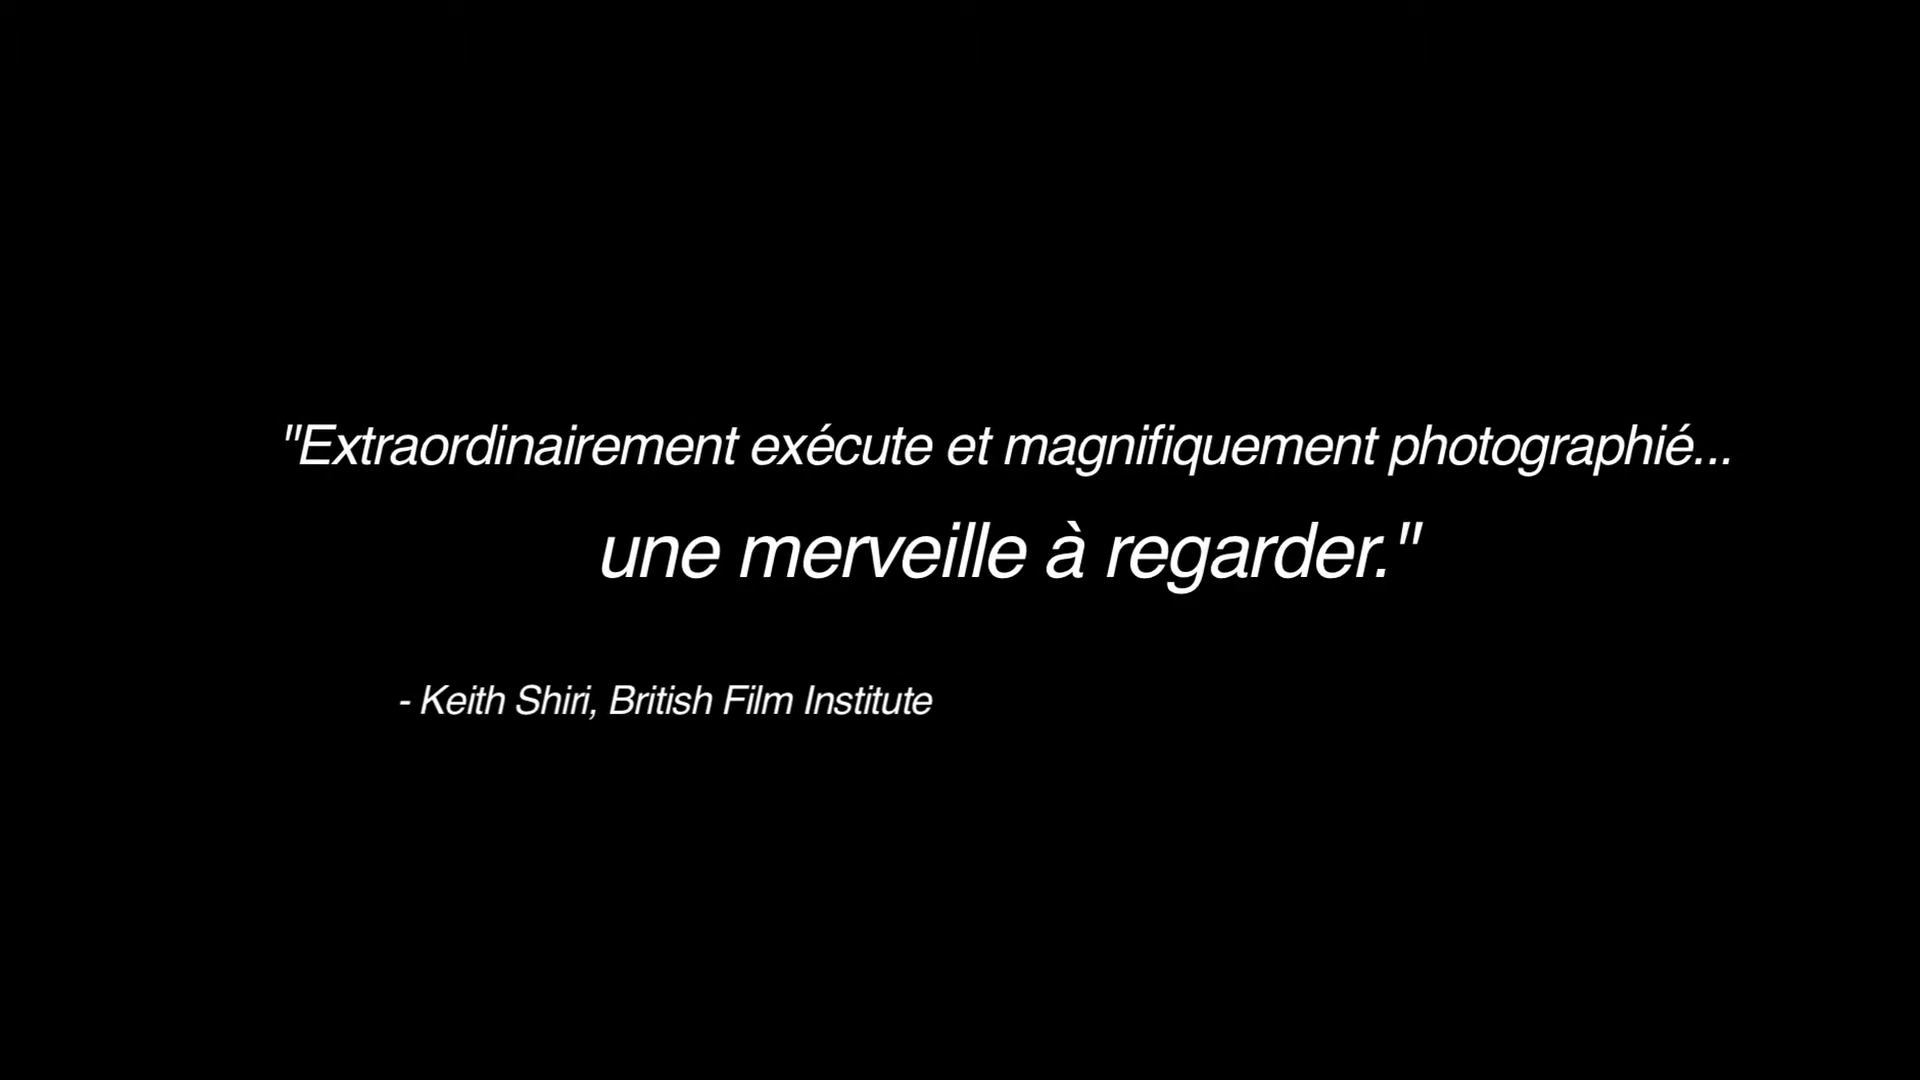 "Extraordinairement exécute et magnifiquement photographié...
une merveille à regarder."
- Keith Shiri, British Film Institute